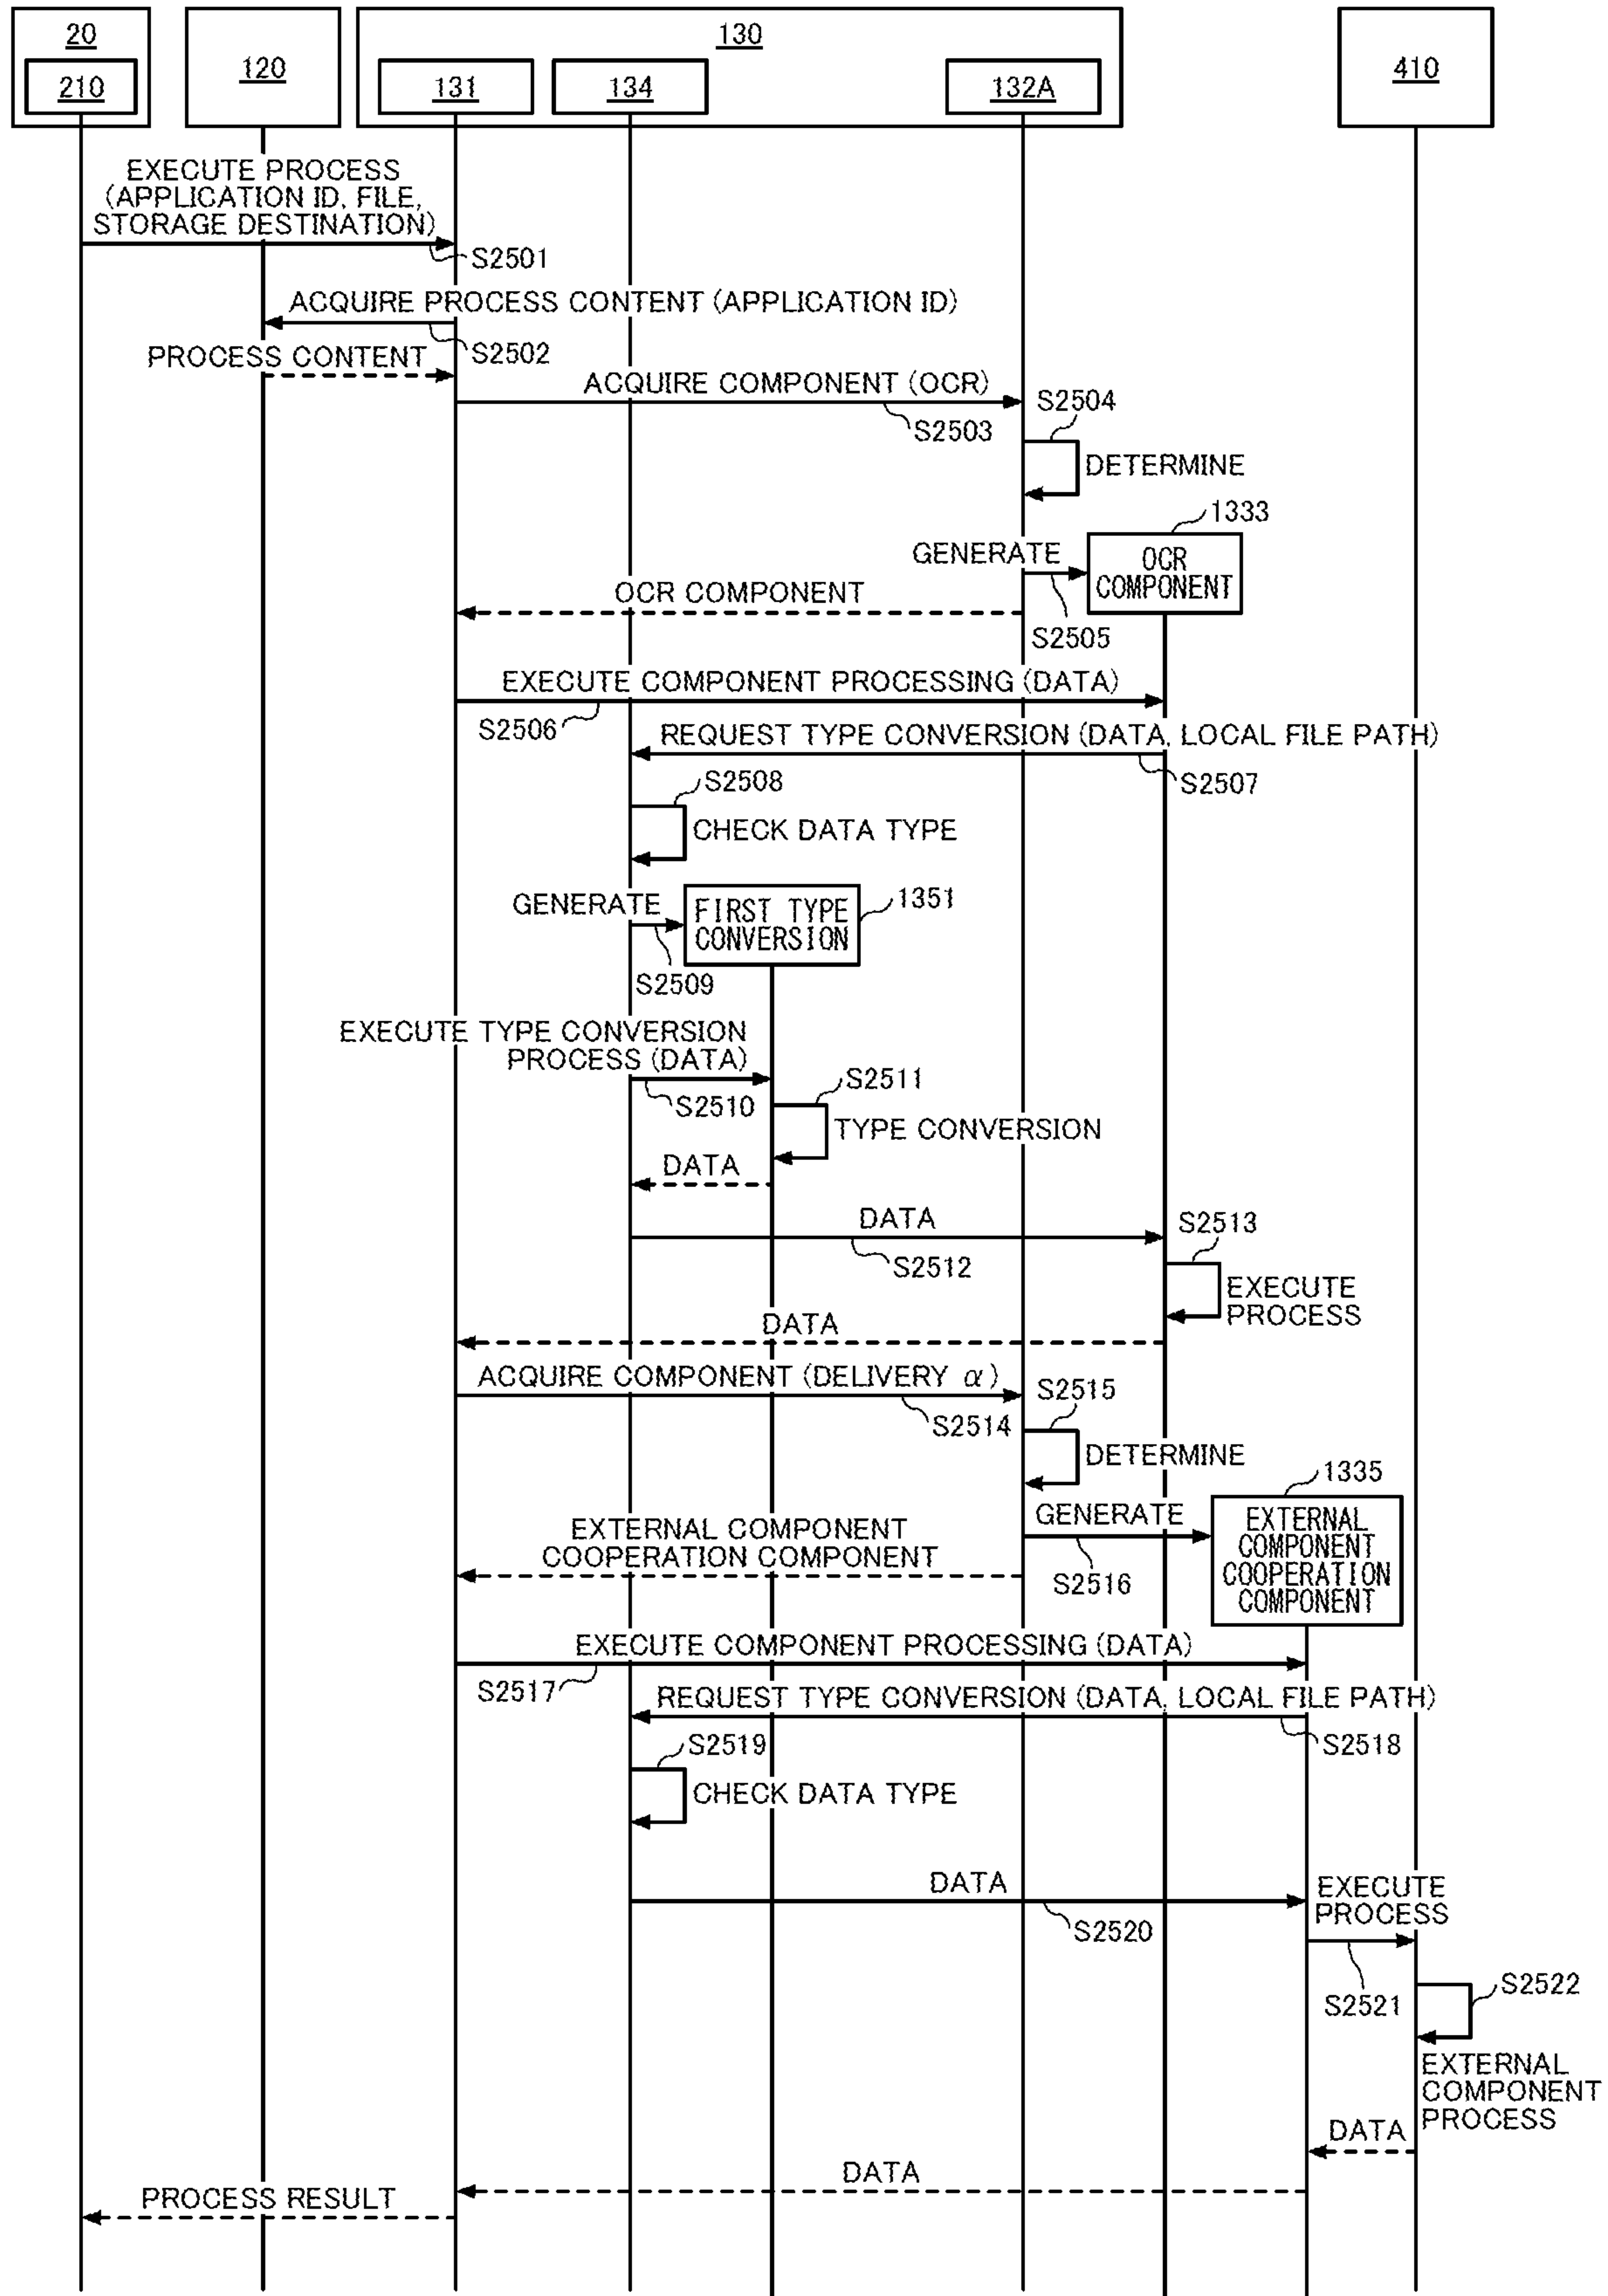 20
210
120
130
131
134
132A
410
EXECUTE PROCESS
(APPLICATION ID, FILE,
STORAGE DESTINATION)
S2501
ACQUIRE PROCESS CONTENT (APPLICATION ID)
S2502
PROCESS CONTENT
ACQUIRE COMPONENT (OCR)
S2503
S2504
DETERMINE
1333
GENERATE
OCR
COMPONENT
OCR COMPONENT
S2505
EXECUTE COMPONENT PROCESSING (DATA)
S2506
REQUEST TYPE CONVERSION (DATA, LOCAL FILE PATH)
S2507
S2508
CHECK DATA TYPE
1351
GENERATE
FIRST TYPE
CONVERSION
S2509
EXECUTE TYPE CONVERSION
PROCESS (DATA)
S2510
S2511
TYPE CONVERSION
DATA
DATA
S2512
S2513
EXECUTE
PROCESS
DATA
ACQUIRE COMPONENT (DELIVERY α)
S2514
S2515
DETERMINE
1335
GENERATE
EXTERNAL
COMPONENT
COOPERATION
COMPONENT
EXTERNAL COMPONENT
COOPERATION COMPONENT
S2516
EXECUTE COMPONENT PROCESSING (DATA)
S2517
REQUEST TYPE CONVERSION (DATA, LOCAL FILE PATH)
S2518
S2519
CHECK DATA TYPE
DATA
S2520
EXECUTE
PROCESS
S2521
S2522
EXTERNAL
COMPONENT
PROCESS
DATA
DATA
PROCESS RESULT